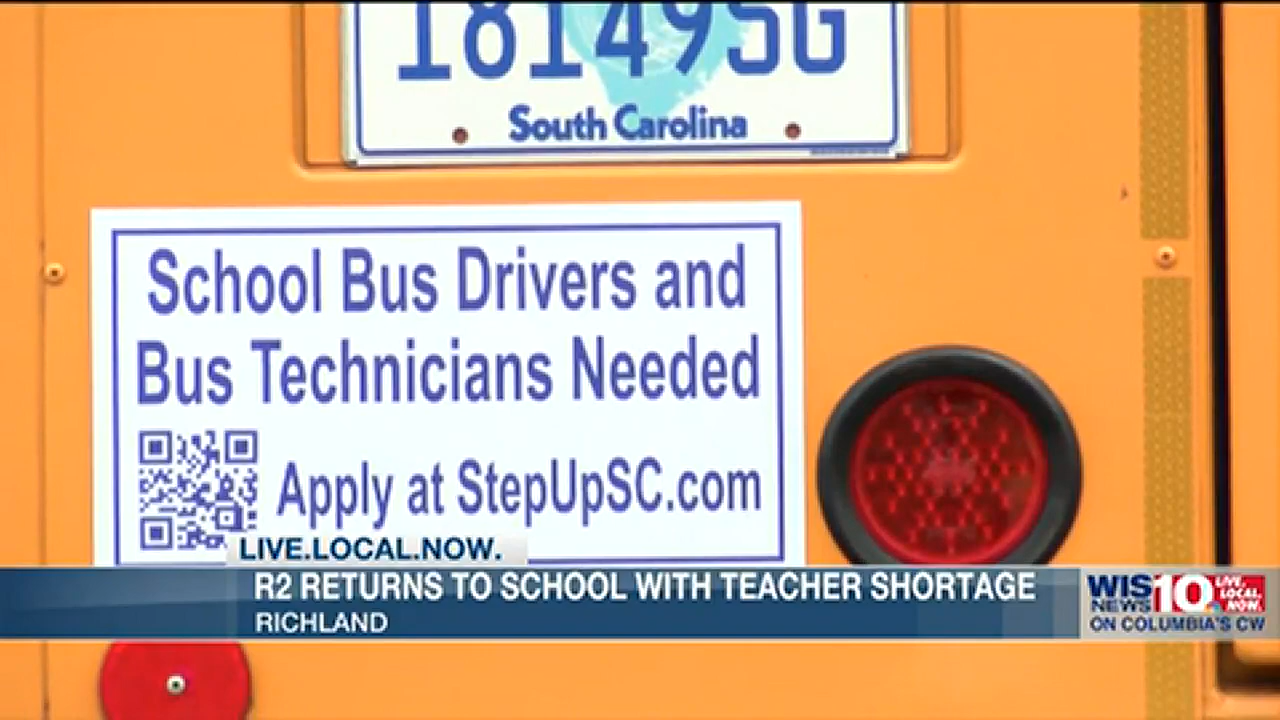 18149SG
South Carolina
School Bus Drivers and
Bus Technicians Needed
Apply at StepUpSC.com
LIVE.LOCAL.NOW.
R2 RETURNS TO SCHOOL WITH TEACHER SHORTAGE
RICHLAND
WIS
NEWS
10
LIVE.
LOCAL.
NOW.
ON COLUMBIA'S CW